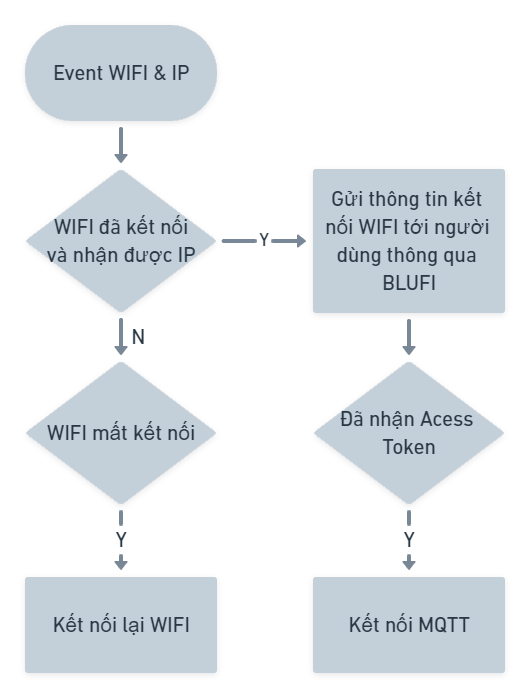 Event WIFI & IP
WIFI đã kết nối
và nhận được IP
Y
Gửi thông tin kết
nối WIFI tới người
dùng thông qua
BLUFI
N
WIFI mất kết nối
Đã nhận Acess
Token
Y
Y
Kết nối lại WIFI
Kết nối MQTT